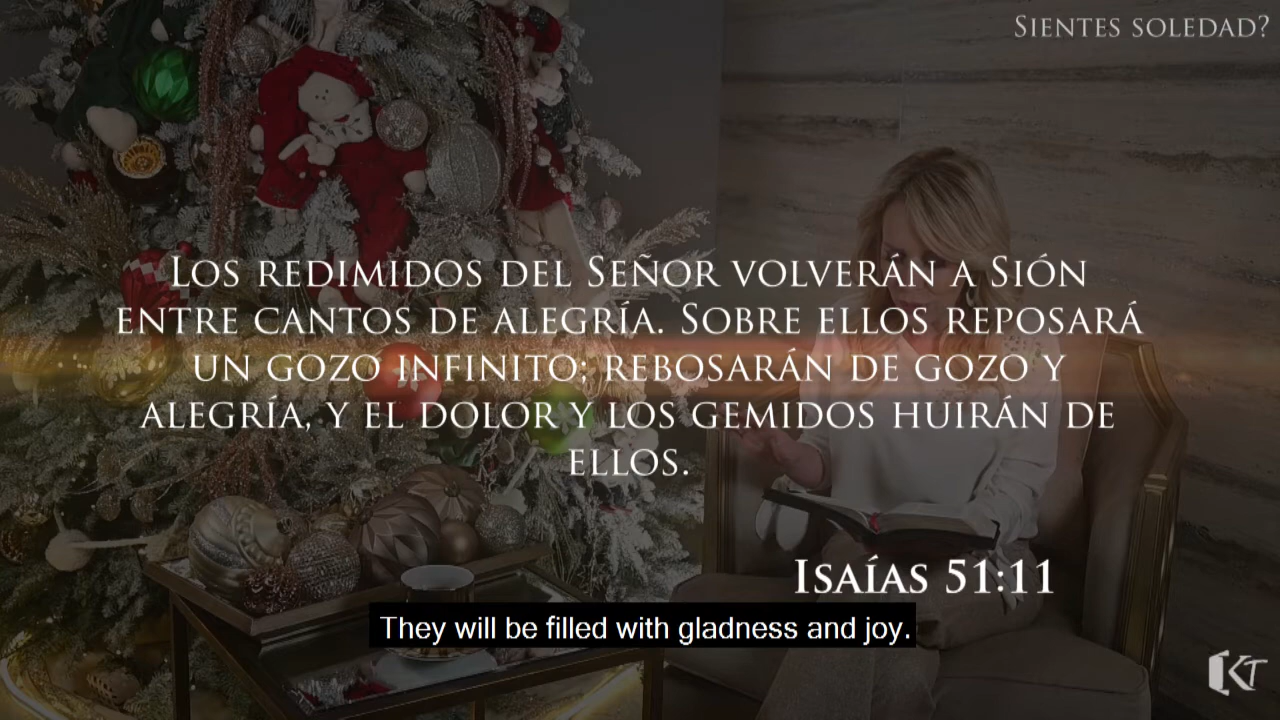 Sientes soledad?
Los redimidos del Señor volverán a Sión
entre cantos de alegría. Sobre ellos reposará
un gozo infinito; rebosarán de gozo y
alegría, y el dolor y los gemidos huirán de
ellos.
Isaías 51:11
They will be filled with gladness and joy.
KT